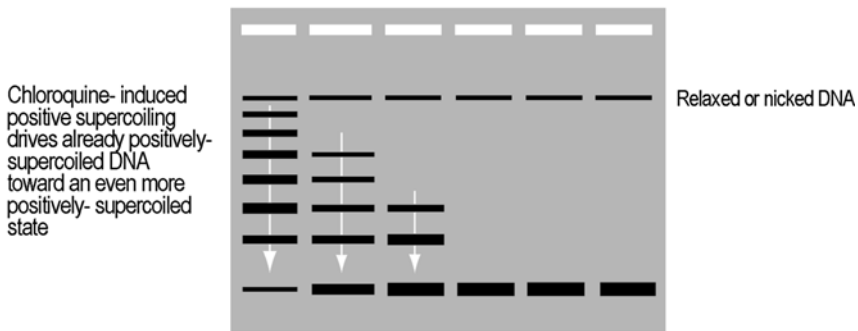 Chloroquine- induced
positive supercoiling
drives already positively-
supercoiled DNA
toward an even more
positively- supercoiled
state
Relaxed or nicked DNA